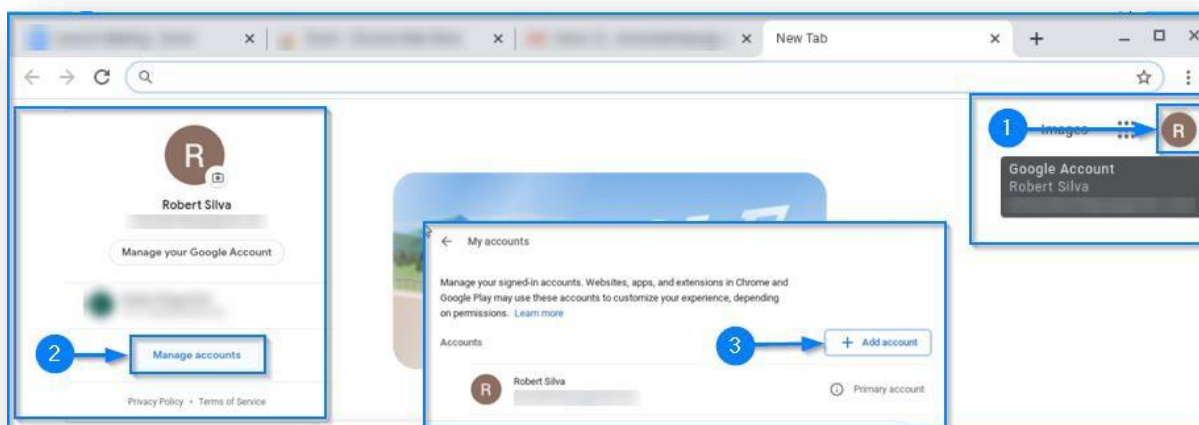 New Tab
1
Images
R
Google Account
Robert Silva
R
Robert Silva
Manage your Google Account
2
Manage accounts
Privacy Policy • Terms of Service
My accounts
Manage your signed-in accounts. Websites, apps, and extensions in Chrome and
Google Play may use these accounts to customize your experience, depending
on permissions. Learn more
Accounts
3
+ Add account
R
Robert Silva
Primary account